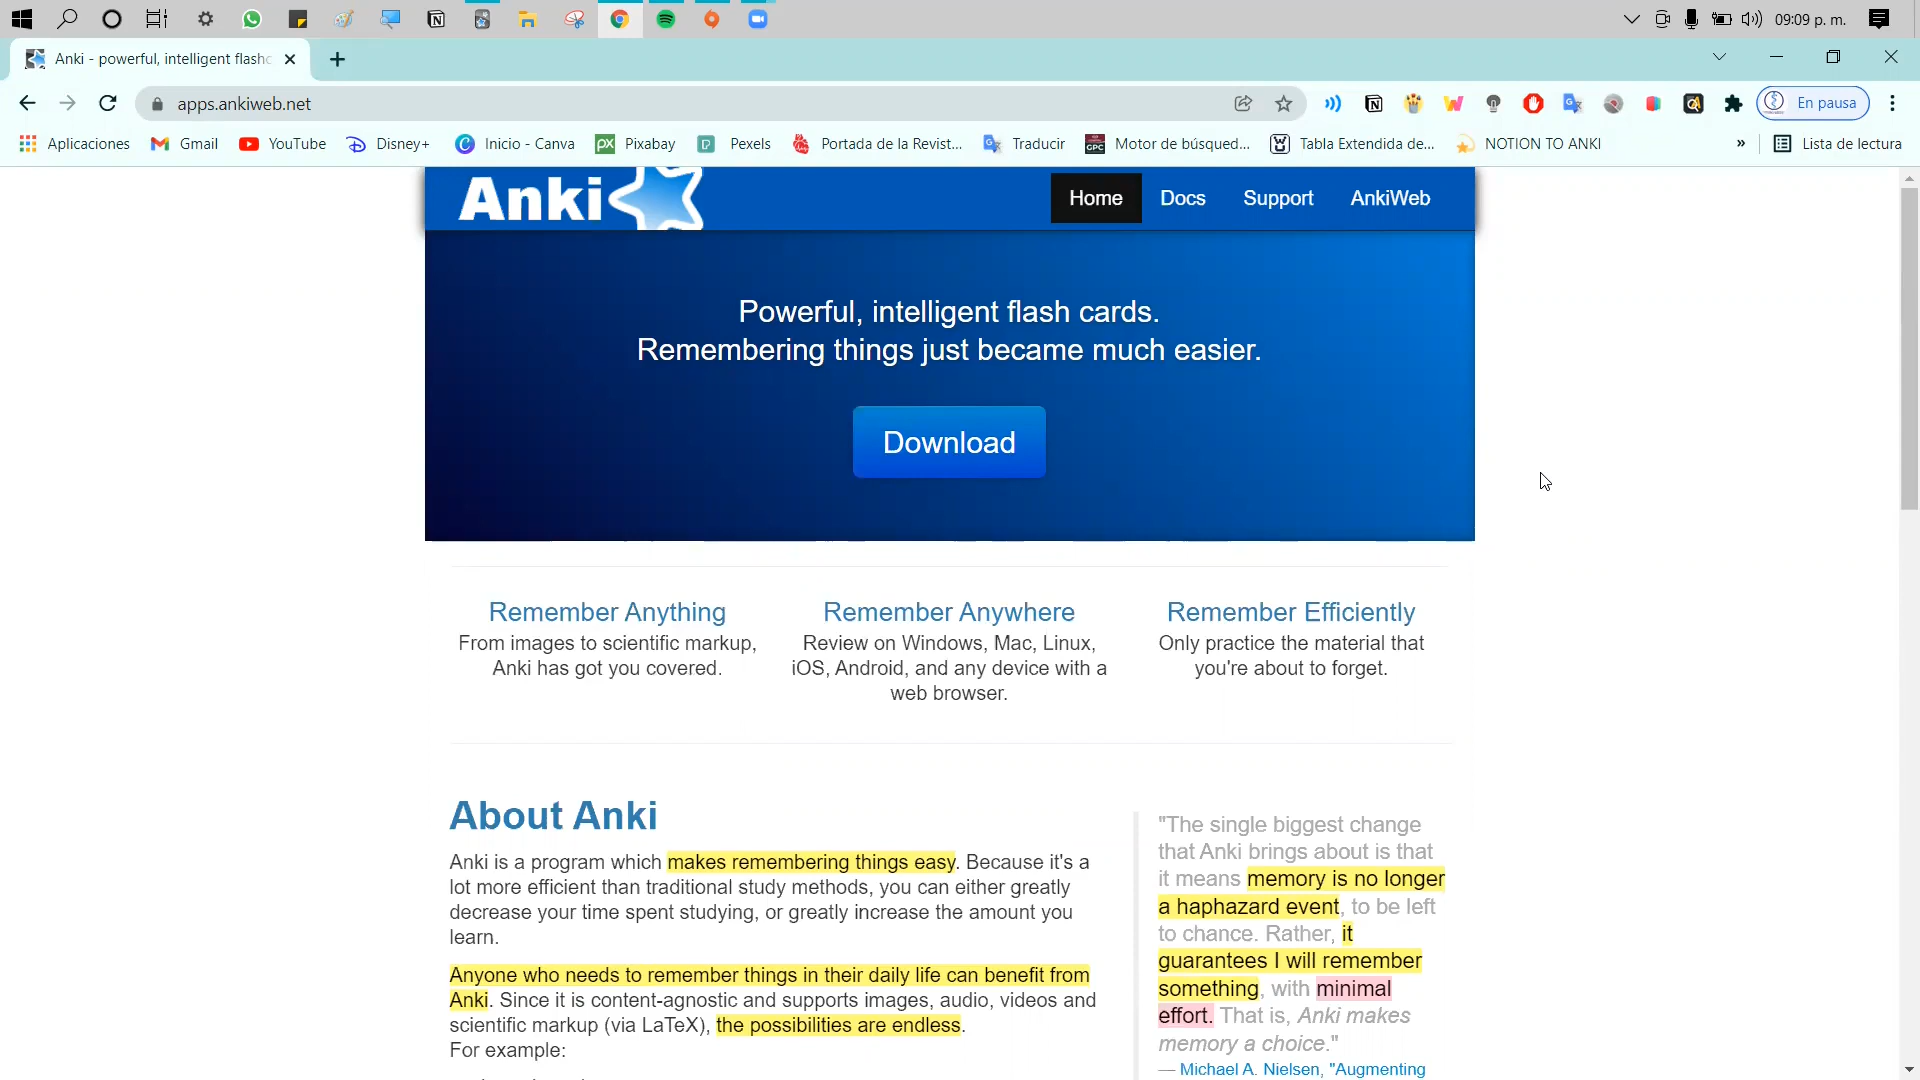 09:09 p. m.
Anki - powerful, intelligent flashc
apps.ankiweb.net
En pausa
Aplicaciones
Gmail
YouTube
Disney+
Inicio - Canva
Pixabay
Pexels
Portada de la Revist...
Traducir
Motor de búsqued...
Tabla Extendida de...
NOTION TO ANKI
»
Lista de lectura
Anki
Home
Docs
Support
AnkiWeb
Powerful, intelligent flash cards.
Remembering things just became much easier.
Download
Remember Anything
From images to scientific markup,
Anki has got you covered.
Remember Anywhere
Review on Windows, Mac, Linux,
iOS, Android, and any device with a
web browser.
Remember Efficiently
Only practice the material that
you're about to forget.
About Anki
Anki is a program which makes remembering things easy. Because it's a
lot more efficient than traditional study methods, you can either greatly
decrease your time spent studying, or greatly increase the amount you
learn.
Anyone who needs to remember things in their daily life can benefit from
Anki. Since it is content-agnostic and supports images, audio, videos and
scientific markup (via LaTeX), the possibilities are endless.
For example:
"The single biggest change
that Anki brings about is that
it means memory is no longer
a haphazard event, to be left
to chance. Rather, it
guarantees I will remember
something, with minimal
effort. That is, Anki makes
memory a choice."
— Michael A. Nielsen, "Augmenting